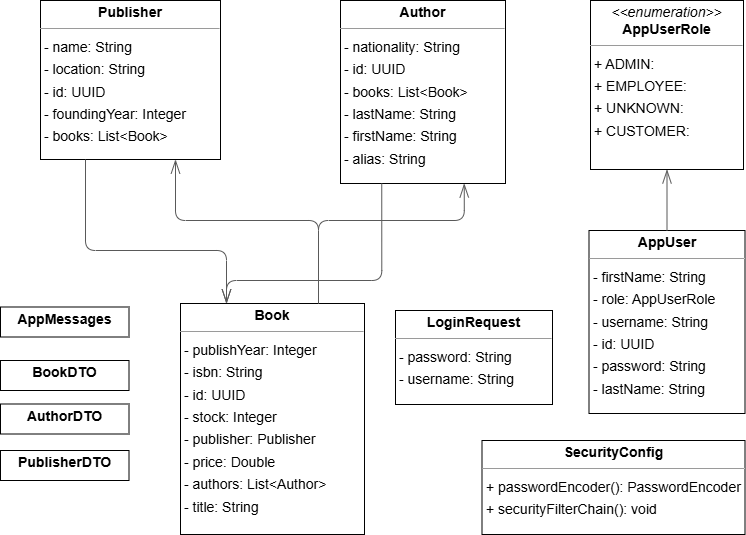 Publisher
- name: String
- location: String
- id: UUID
- foundingYear: Integer
- books: List<Book>
Author
- nationality: String
- id: UUID
- books: List<Book>
- lastName: String
- firstName: String
- alias: String
<<enumeration>>
AppUserRole
+ ADMIN:
+ EMPLOYEE:
+ UNKNOWN:
+ CUSTOMER:
AppUser
- firstName: String
- role: AppUserRole
- username: String
- id: UUID
- password: String
- lastName: String
AppMessages
BookDTO
AuthorDTO
PublisherDTO
Book
- publishYear: Integer
- isbn: String
- id: UUID
- stock: Integer
- publisher: Publisher
- price: Double
- authors: List<Author>
- title: String
LoginRequest
- password: String
- username: String
SecurityConfig
+ passwordEncoder(): PasswordEncoder
+ securityFilterChain(): void